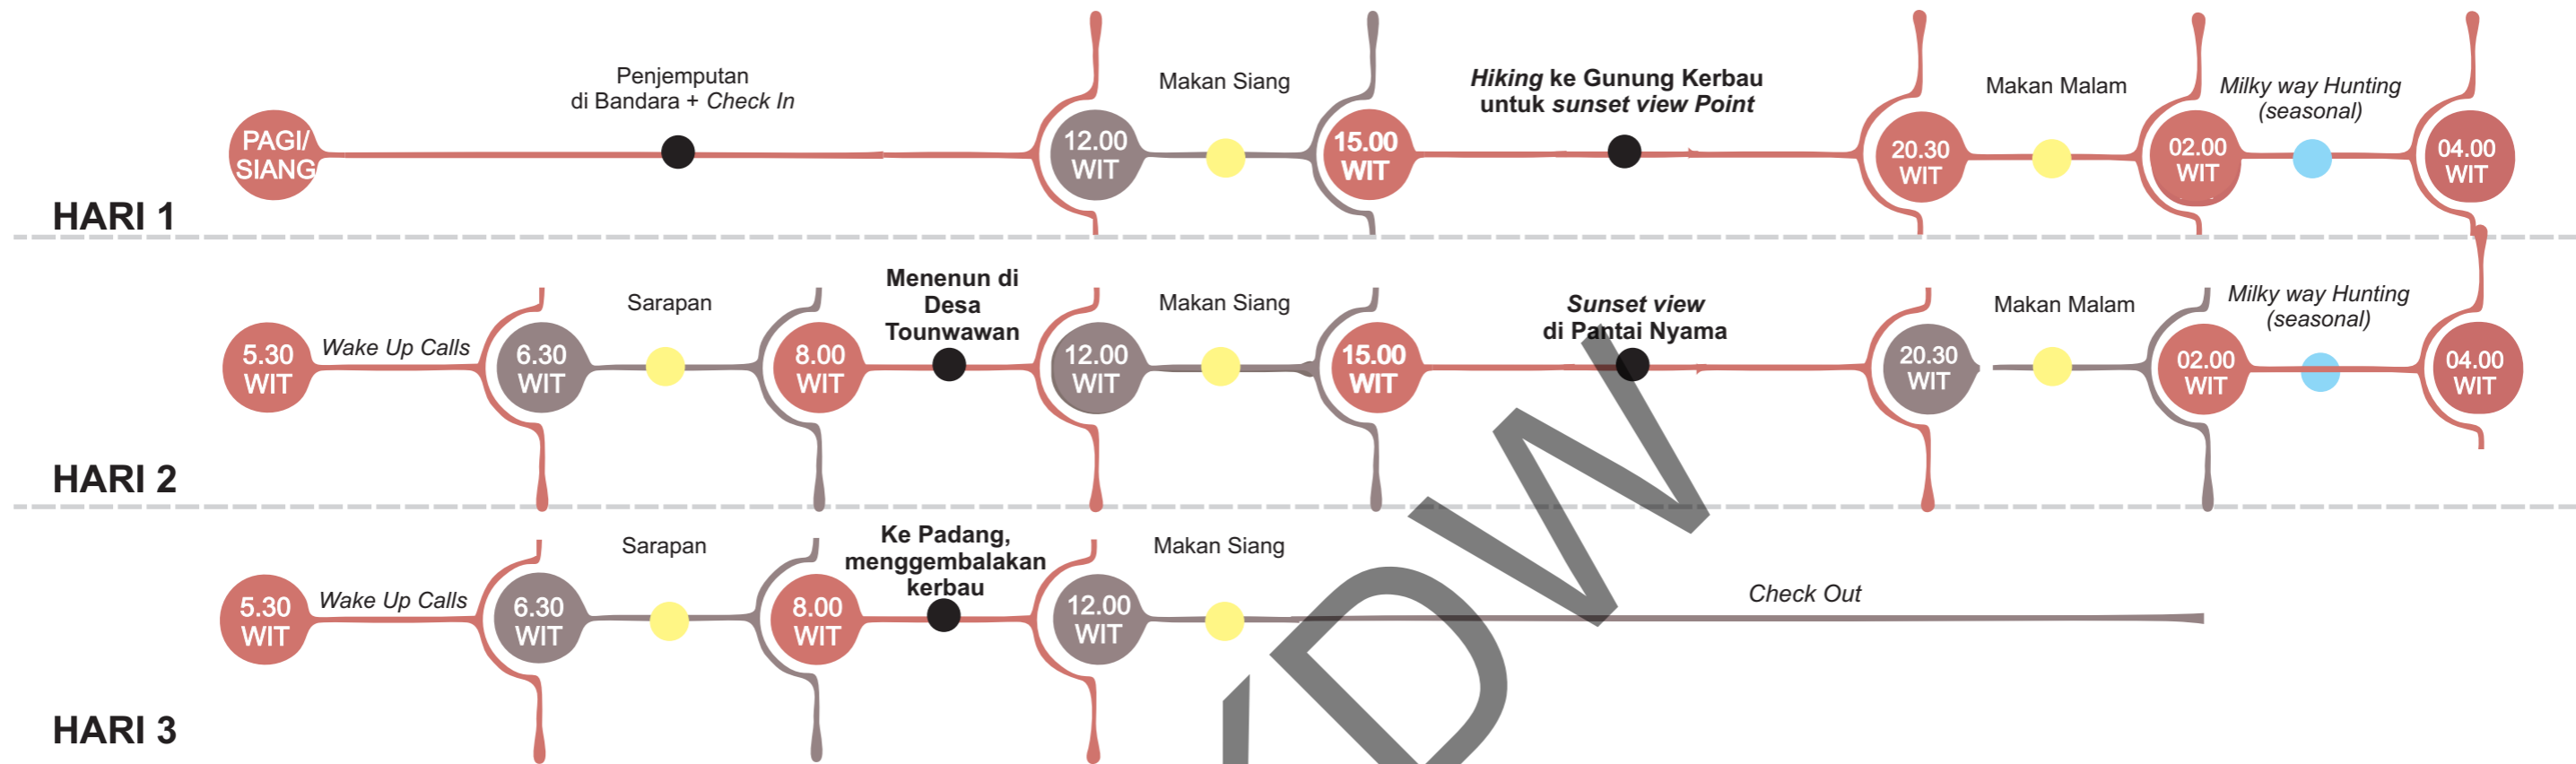 Penjemputan
di Bandara + Check In
Makan Siang
Hiking ke Gunung Kerbau
untuk sunset view Point
Makan Malam
Milky way Hunting
(seasonal)
PAGI/
SIANG
12.00
WIT
15.00
WIT
20.30
WIT
02.00
WIT
04.00
WIT
HARI 1
Wake Up Calls
Sarapan
Menenun di
Desa
Tounwawan
Makan Siang
Sunset view
di Pantai Nyama
Makan Malam
Milky way Hunting
(seasonal)
5.30
WIT
6.30
WIT
8.00
WIT
12.00
WIT
15.00
WIT
20.30
WIT
02.00
WIT
04.00
WIT
HARI 2
Wake Up Calls
Sarapan
Ke Padang,
menggembalakan
kerbau
Makan Siang
Check Out
5.30
WIT
6.30
WIT
8.00
WIT
12.00
WIT
HARI 3